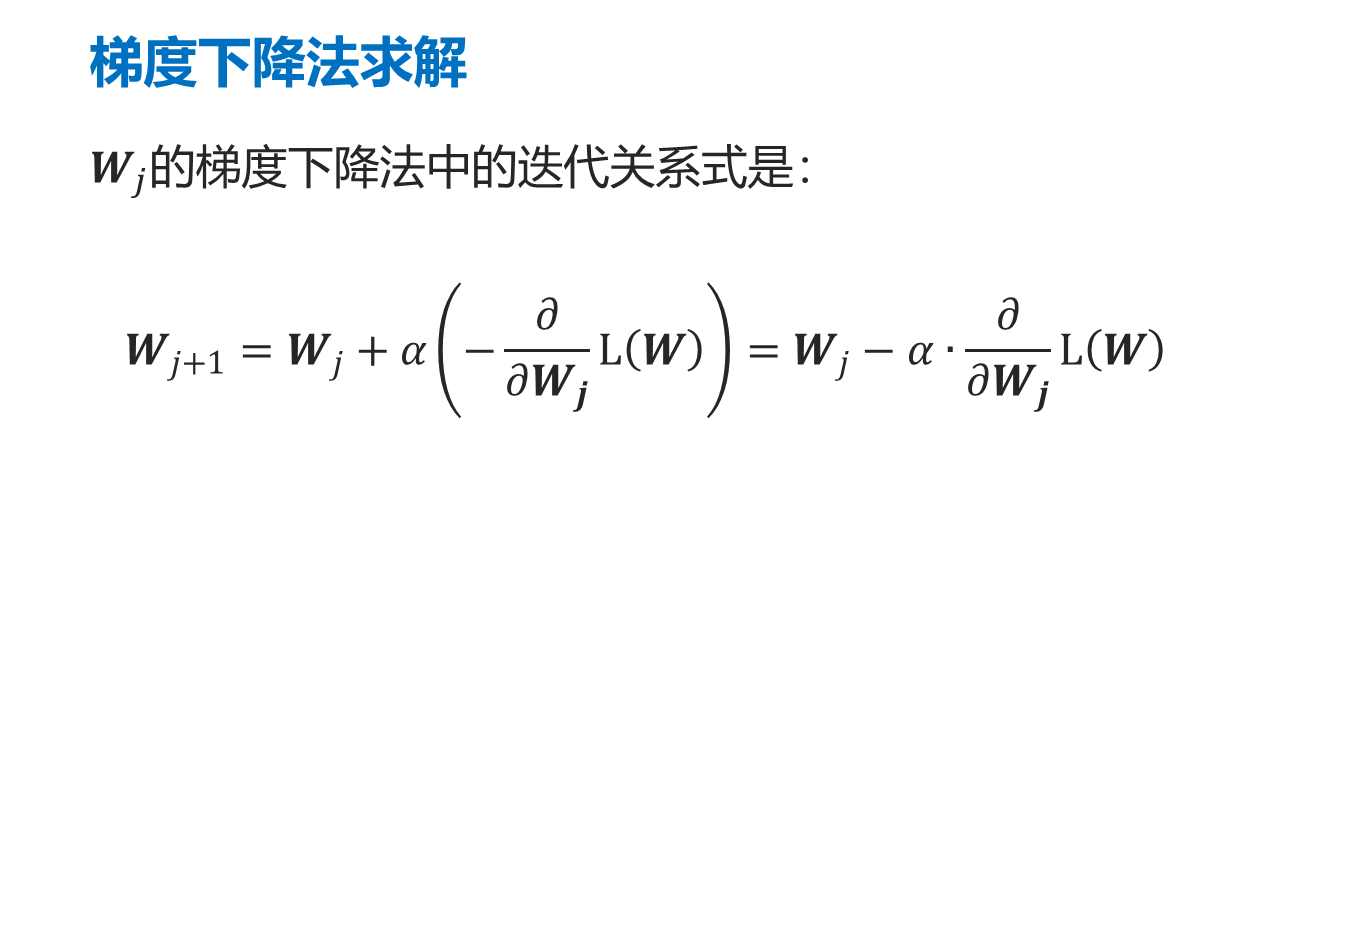 梯度下降法求解
𝑾ⱼ的梯度下降法中的迭代关系式是：
𝑾_{j+1} = 𝑾_j + α(−∂/∂𝑾_𝒋 L(𝑾)) = 𝑾_j − α · ∂/∂𝑾_𝒋 L(𝑾)